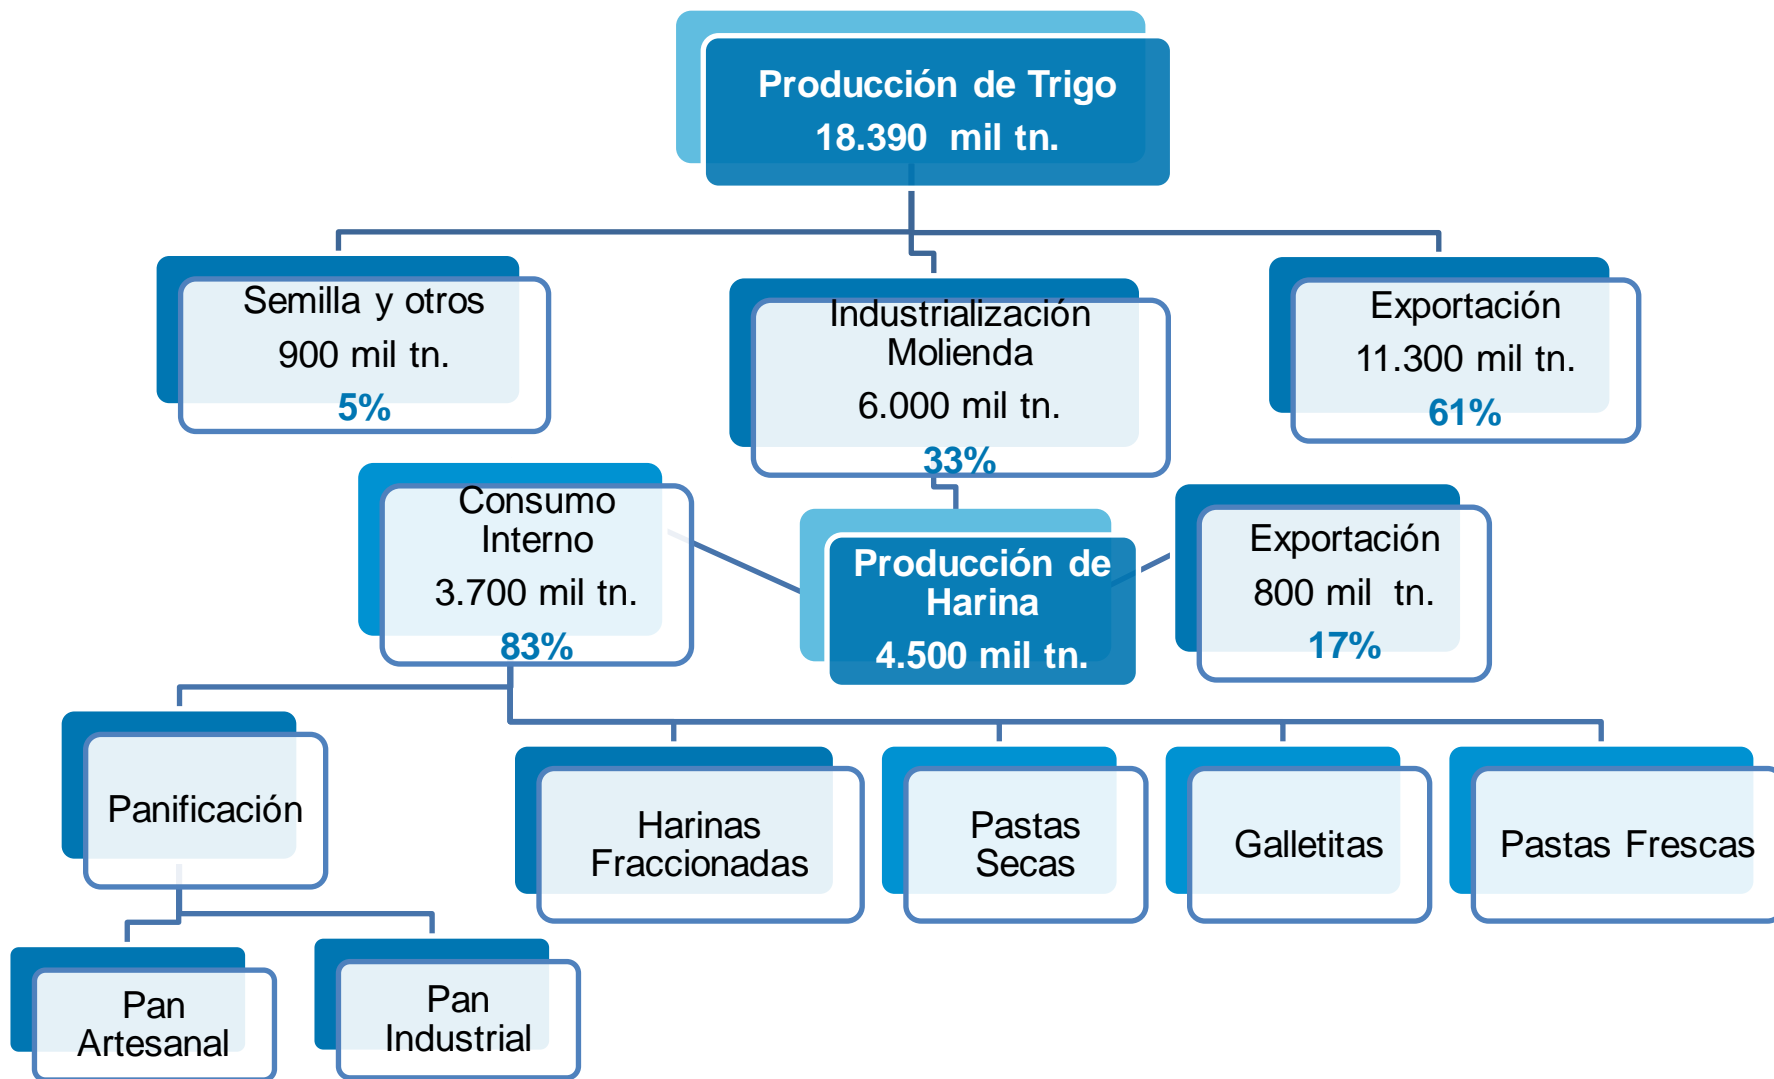 Producción de Trigo
18.390 mil tn.
Semilla y otros
900 mil tn.
5%
Industrialización
Molienda
6.000 mil tn.
33%
Exportación
11.300 mil tn.
61%
Consumo
Interno
3.700 mil tn.
83%
Producción de
Harina
4.500 mil tn.
Exportación
800 mil tn.
17%
Panificación
Harinas
Fraccionadas
Pastas
Secas
Galletitas
Pastas Frescas
Pan
Artesanal
Pan
Industrial